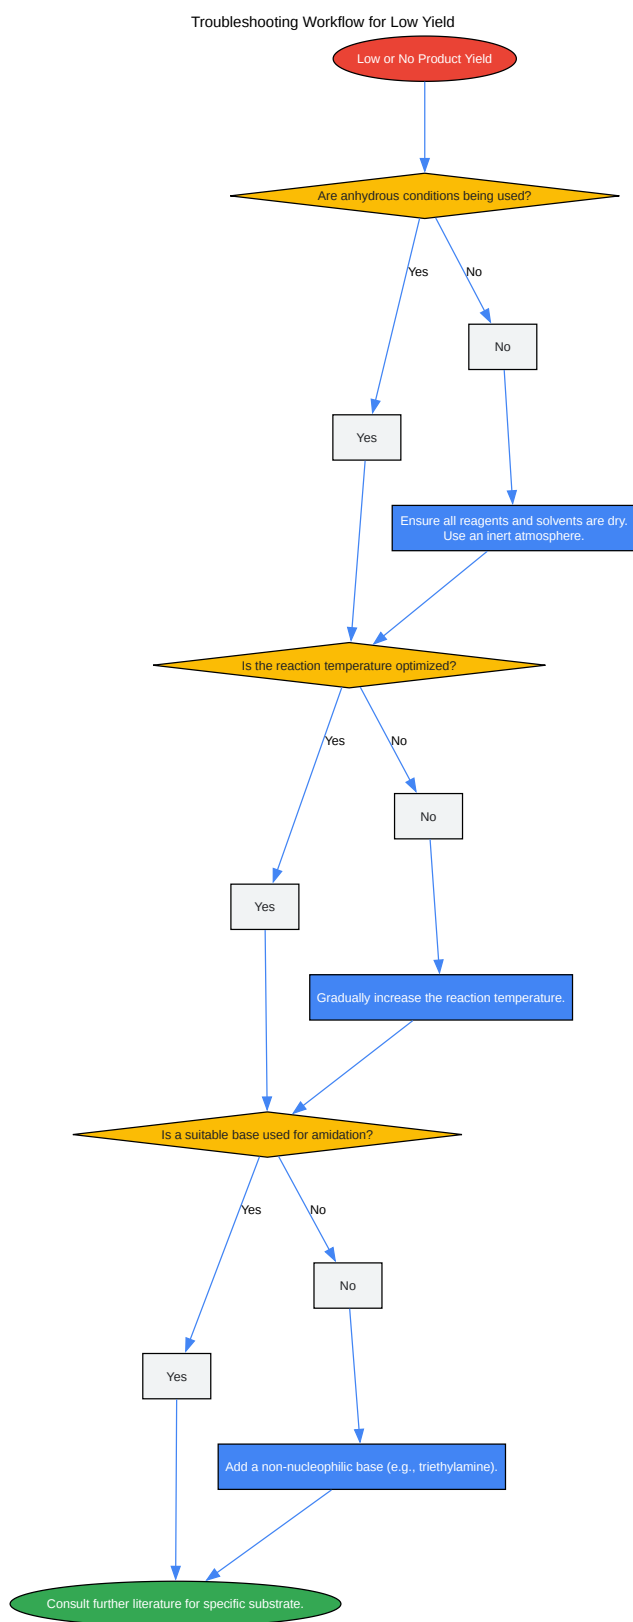 Troubleshooting Workflow for Low Yield
Low or No Product Yield
Are anhydrous conditions being used?
Yes
No
No
Yes
Ensure all reagents and solvents are dry.
Use an inert atmosphere.
Is the reaction temperature optimized?
Yes
No
No
Yes
Gradually increase the reaction temperature.
Is a suitable base used for amidation?
Yes
No
No
Yes
Add a non-nucleophilic base (e.g., triethylamine).
Consult further literature for specific substrate.